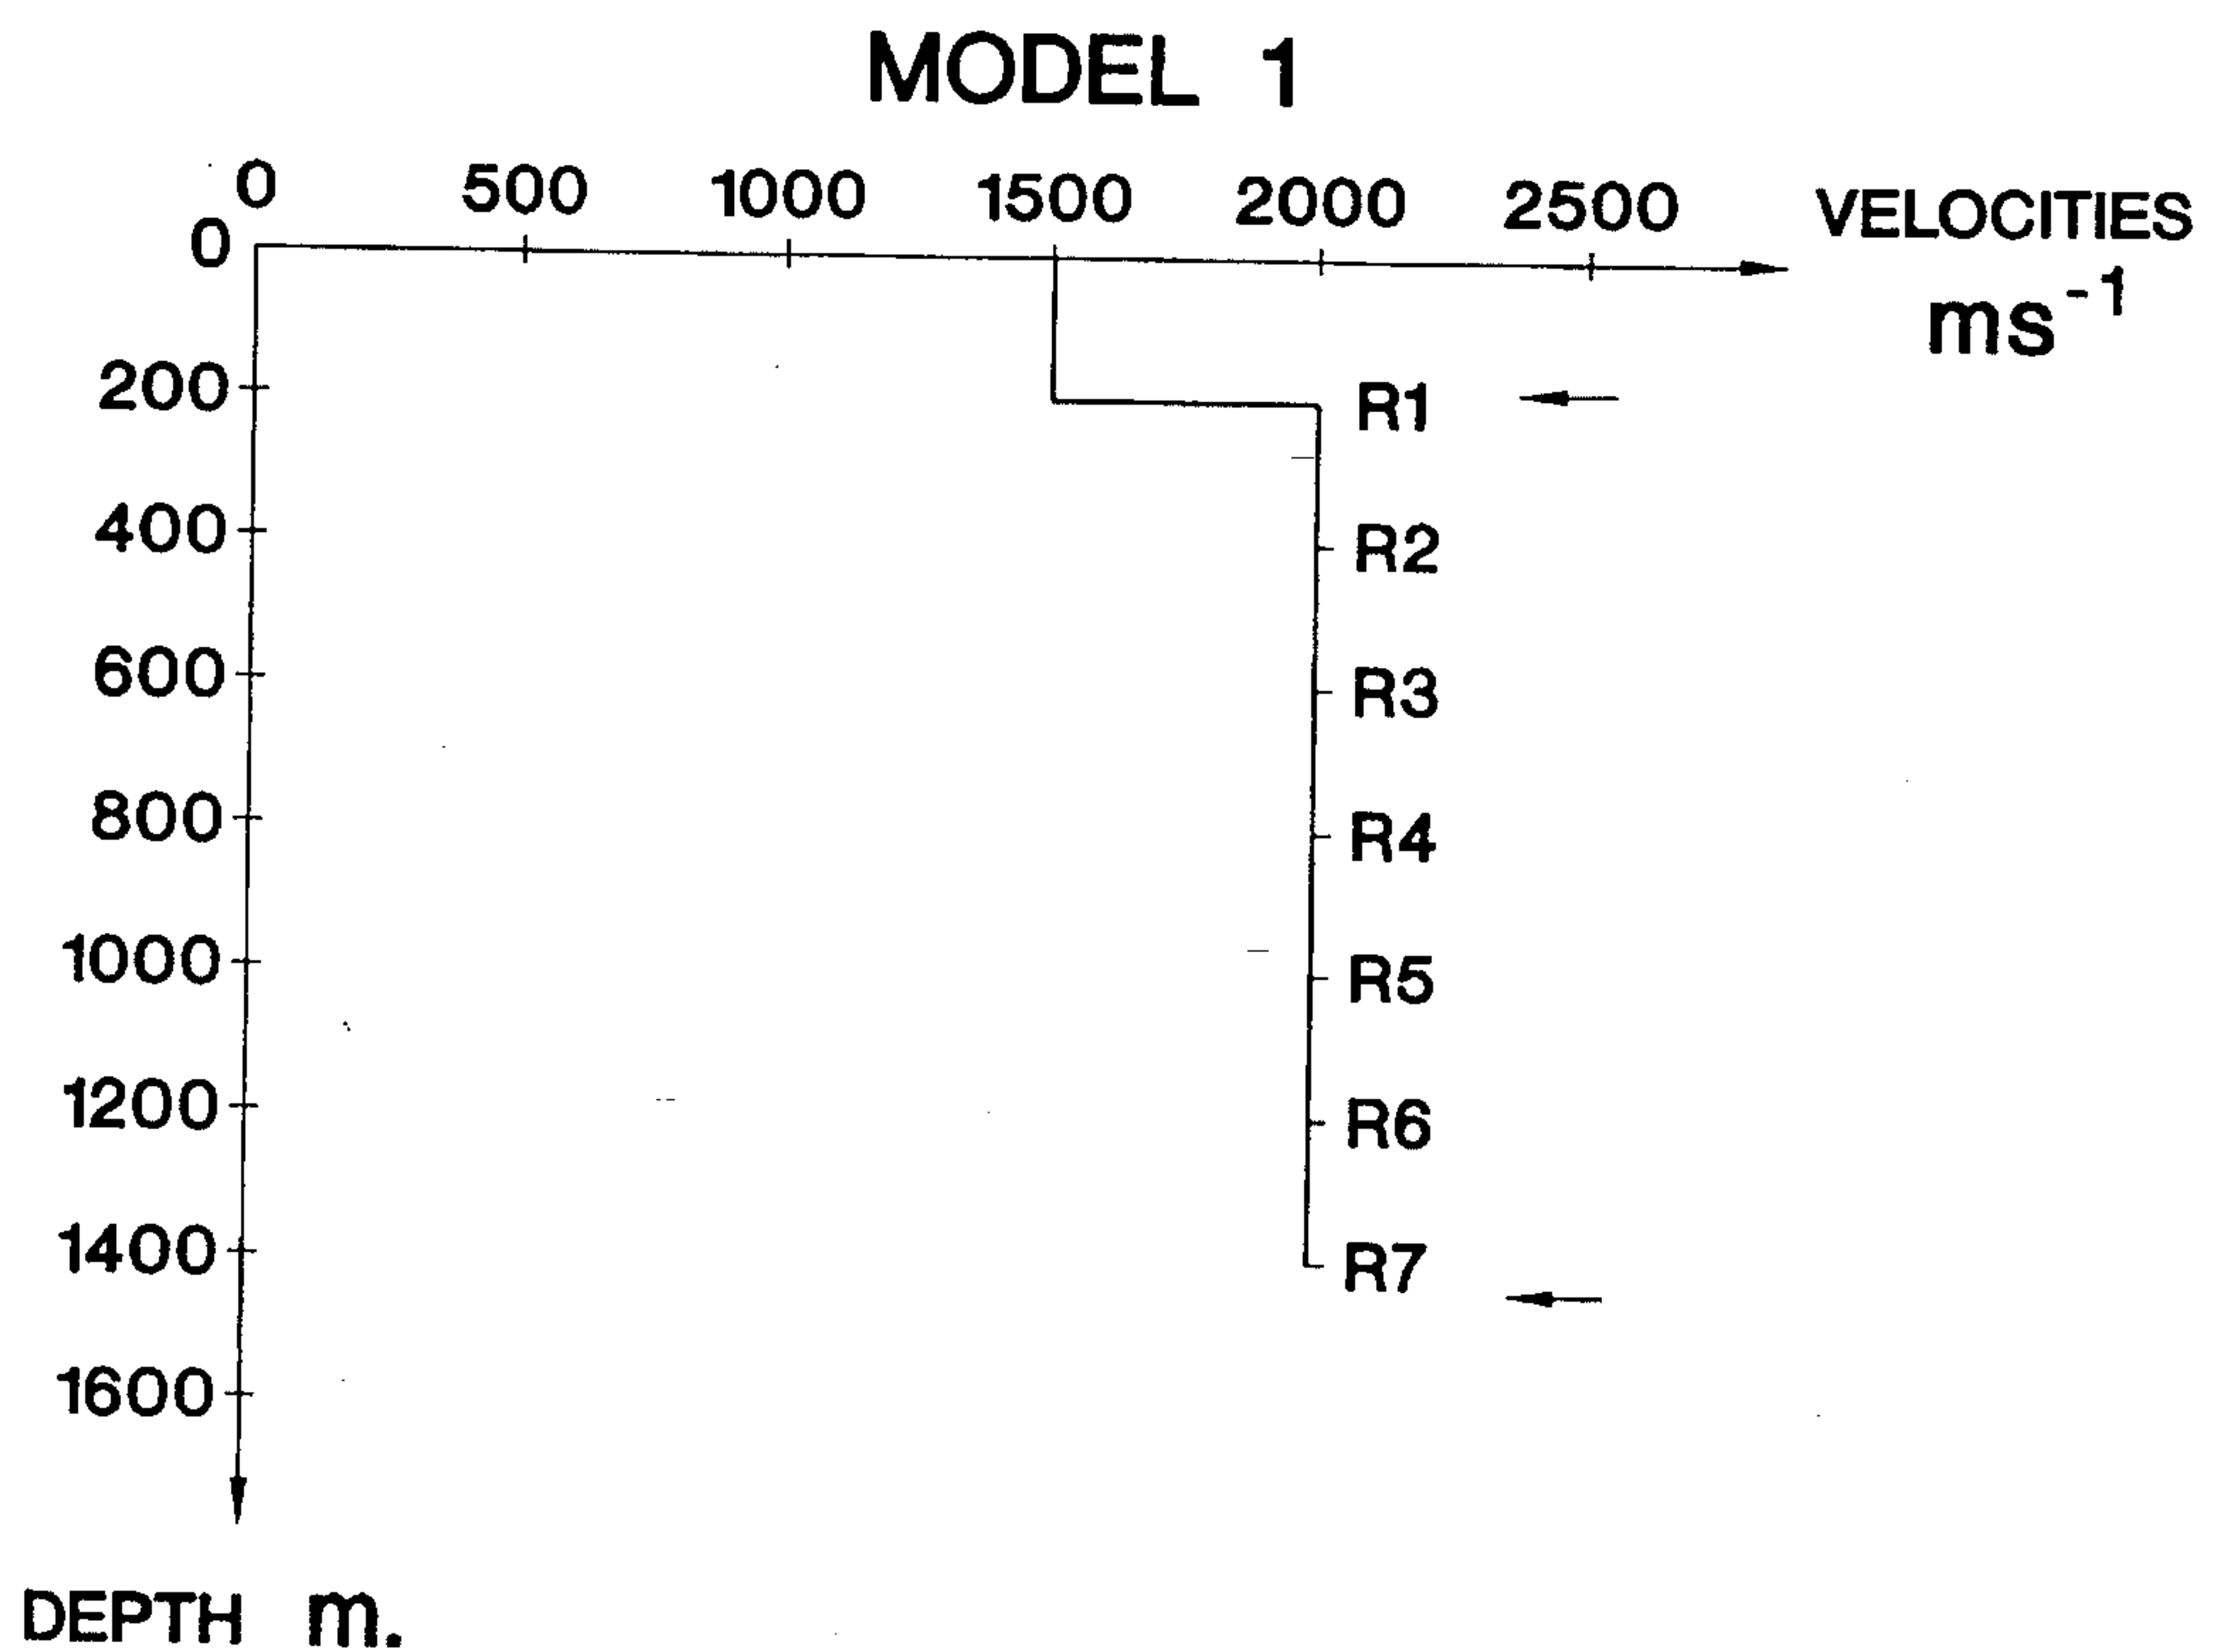 MODEL 1
0 500 1000 1500 2000 2500 VELOCITIES
0
ms⁻¹
200
R1
400
R2
600
R3
800
R4
1000
R5
1200
R6
1400
R7
1600
DEPTH m.